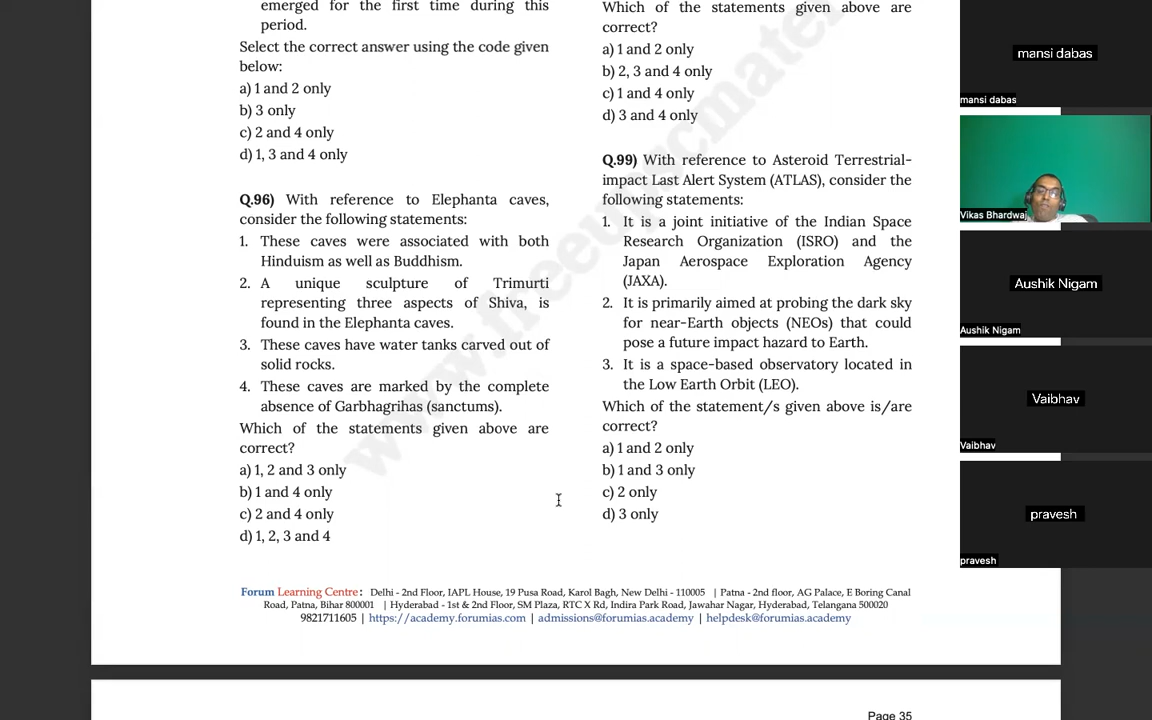 emerged for the first time during this
period.
Select the correct answer using the code given
below:
a) 1 and 2 only
b) 3 only
c) 2 and 4 only
d) 1, 3 and 4 only
Q.96) With reference to Elephanta caves,
consider the following statements:
1. These caves were associated with both
Hinduism as well as Buddhism.
2. A unique sculpture of Trimurti
representing three aspects of Shiva, is
found in the Elephanta caves.
3. These caves have water tanks carved out of
solid rocks.
4. These caves are marked by the complete
absence of Garbhagrihas (sanctums).
Which of the statements given above are
correct?
a) 1, 2 and 3 only
b) 1 and 4 only
c) 2 and 4 only
d) 1, 2, 3 and 4
Which of the statements given above are
correct?
a) 1 and 2 only
b) 2, 3 and 4 only
c) 1 and 4 only
d) 3 and 4 only
Q.99) With reference to Asteroid Terrestrial-
impact Last Alert System (ATLAS), consider the
following statements:
1. It is a joint initiative of the Indian Space
Research Organization (ISRO) and the
Japan Aerospace Exploration Agency
(JAXA).
2. It is primarily aimed at probing the dark sky
for near-Earth objects (NEOs) that could
pose a future impact hazard to Earth.
3. It is a space-based observatory located in
the Low Earth Orbit (LEO).
Which of the statement/s given above is/are
correct?
a) 1 and 2 only
b) 1 and 3 only
c) 2 only
d) 3 only
Forum Learning Centre: Delhi - 2nd Floor, IAPL House, 19 Pusa Road, Karol Bagh, New Delhi - 110005 | Patna - 2nd floor, AG Palace, E Boring Canal
Road, Patna, Bihar 800001 | Hyderabad - 1st & 2nd Floor, SM Plaza, RTC X Rd, Indira Park Road, Jawahar Nagar, Hyderabad, Telangana 500020
9821711605 | https://academy.forumias.com | admissions@forumias.academy | helpdesk@forumias.academy
Page 35
mansi dabas
mansi dabas
Vikas Bhardwaj
Aushik Nigam
Aushik Nigam
Vaibhav
Vaibhav
pravesh
pravesh